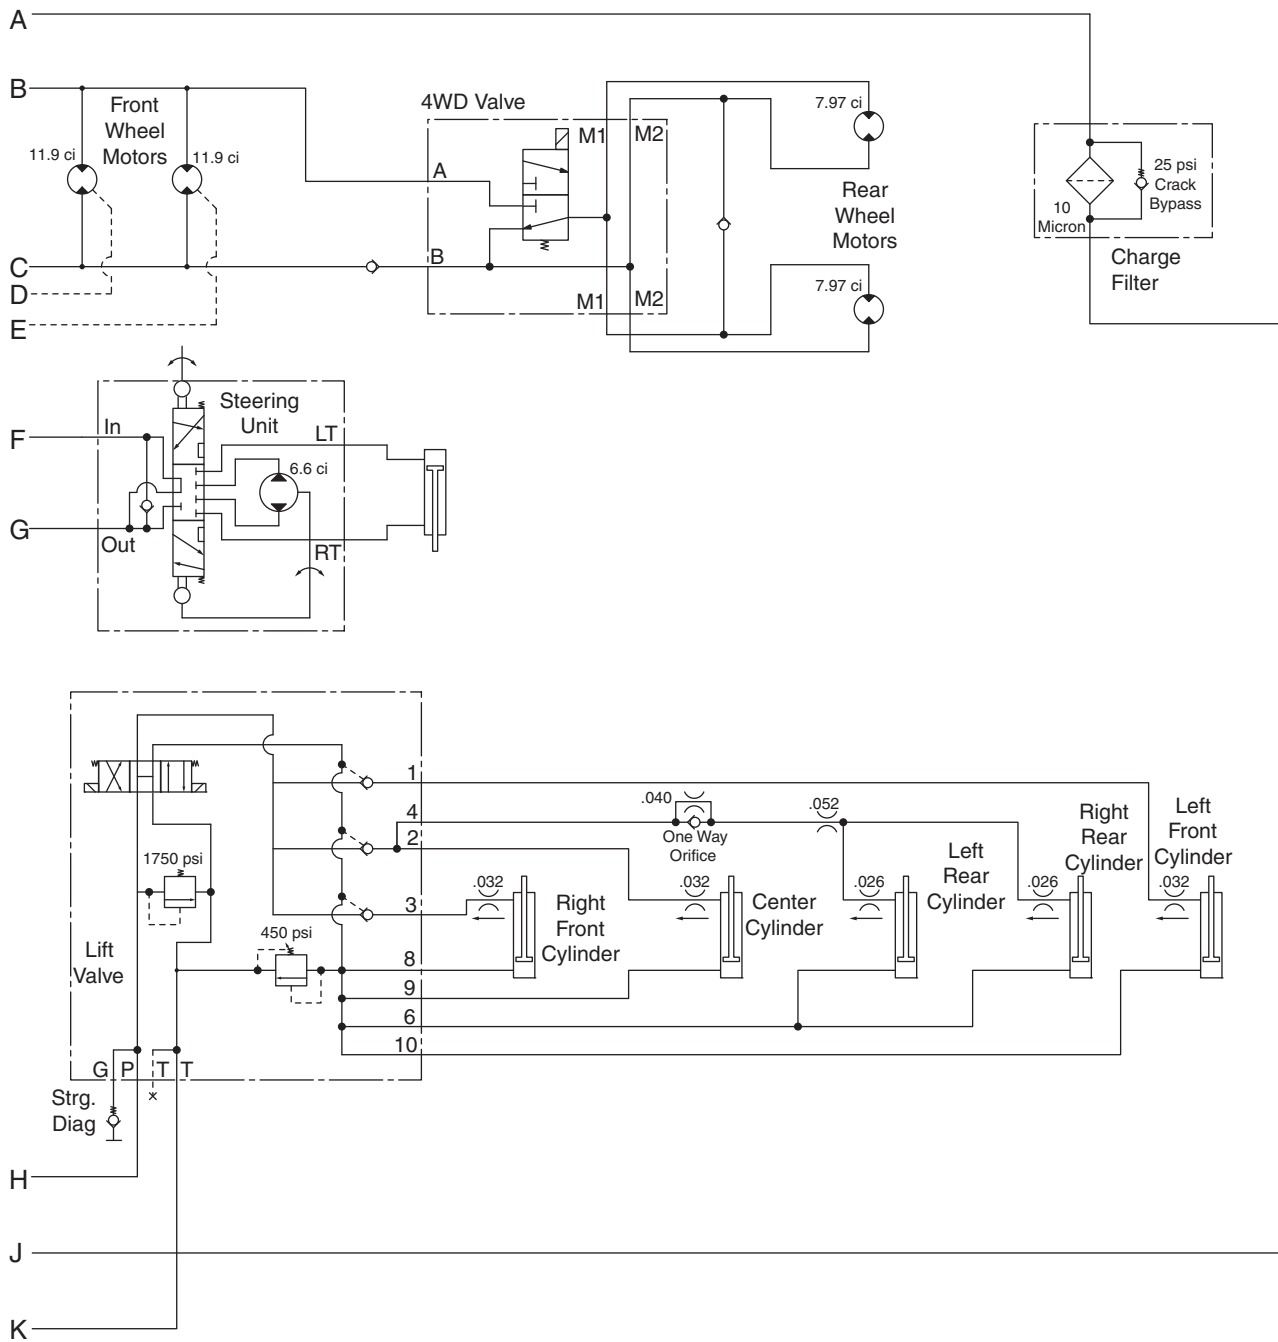 A
B
Front
Wheel
Motors
11.9 ci
11.9 ci
C
D
E
4WD Valve
M1
M2
A
B
M1
M2
7.97 ci
Rear
Wheel
Motors
7.97 ci
25 psi
Crack
Bypass
10
Micron
Charge
Filter
Steering
Unit
F
In
LT
6.6 ci
G
Out
RT
1
4
2
3
8
9
6
10
.040
One Way
Orifice
.052
Right
Rear
Cylinder
Left
Front
Cylinder
Left
Rear
Cylinder
1750 psi
.032
Right
Front
Cylinder
.032
Center
Cylinder
.026
.026
.032
450 psi
Lift
Valve
G
P
T
T
Strg.
Diag
H
J
K